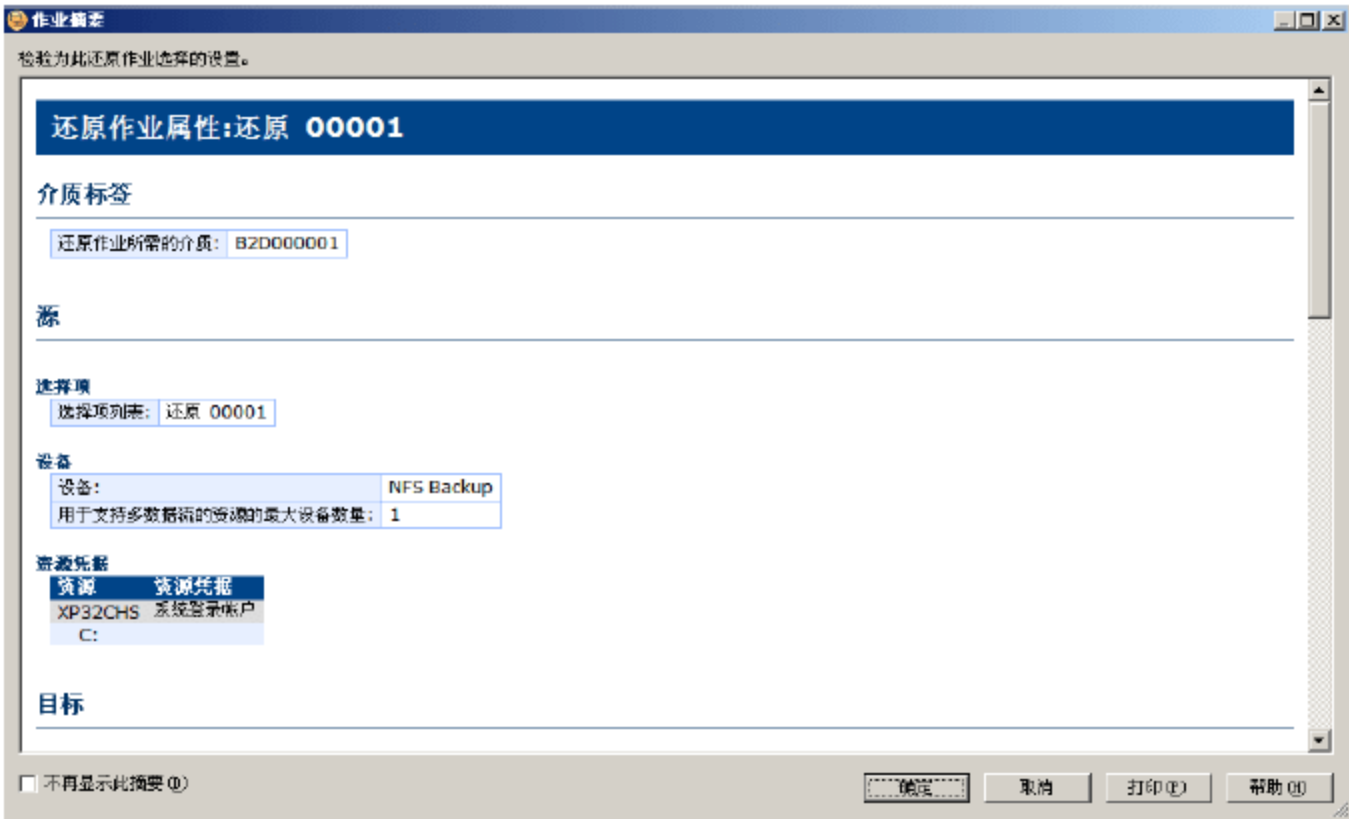 作业摘要
检验为此还原作业选择的设置。
还原作业属性:还原 00001
介质标签
还原作业所需的介质: B2D000001
源
选择项
选择项列表: 还原 00001
设备
设备: NFS Backup
用于支持多数据流的资源的最大设备数量: 1
资源凭据
资源 资源凭据
XP32CHS 系统登录帐户
C:
目标
不再显示此摘要(D)
确定 取消 打印(P) 帮助(H)